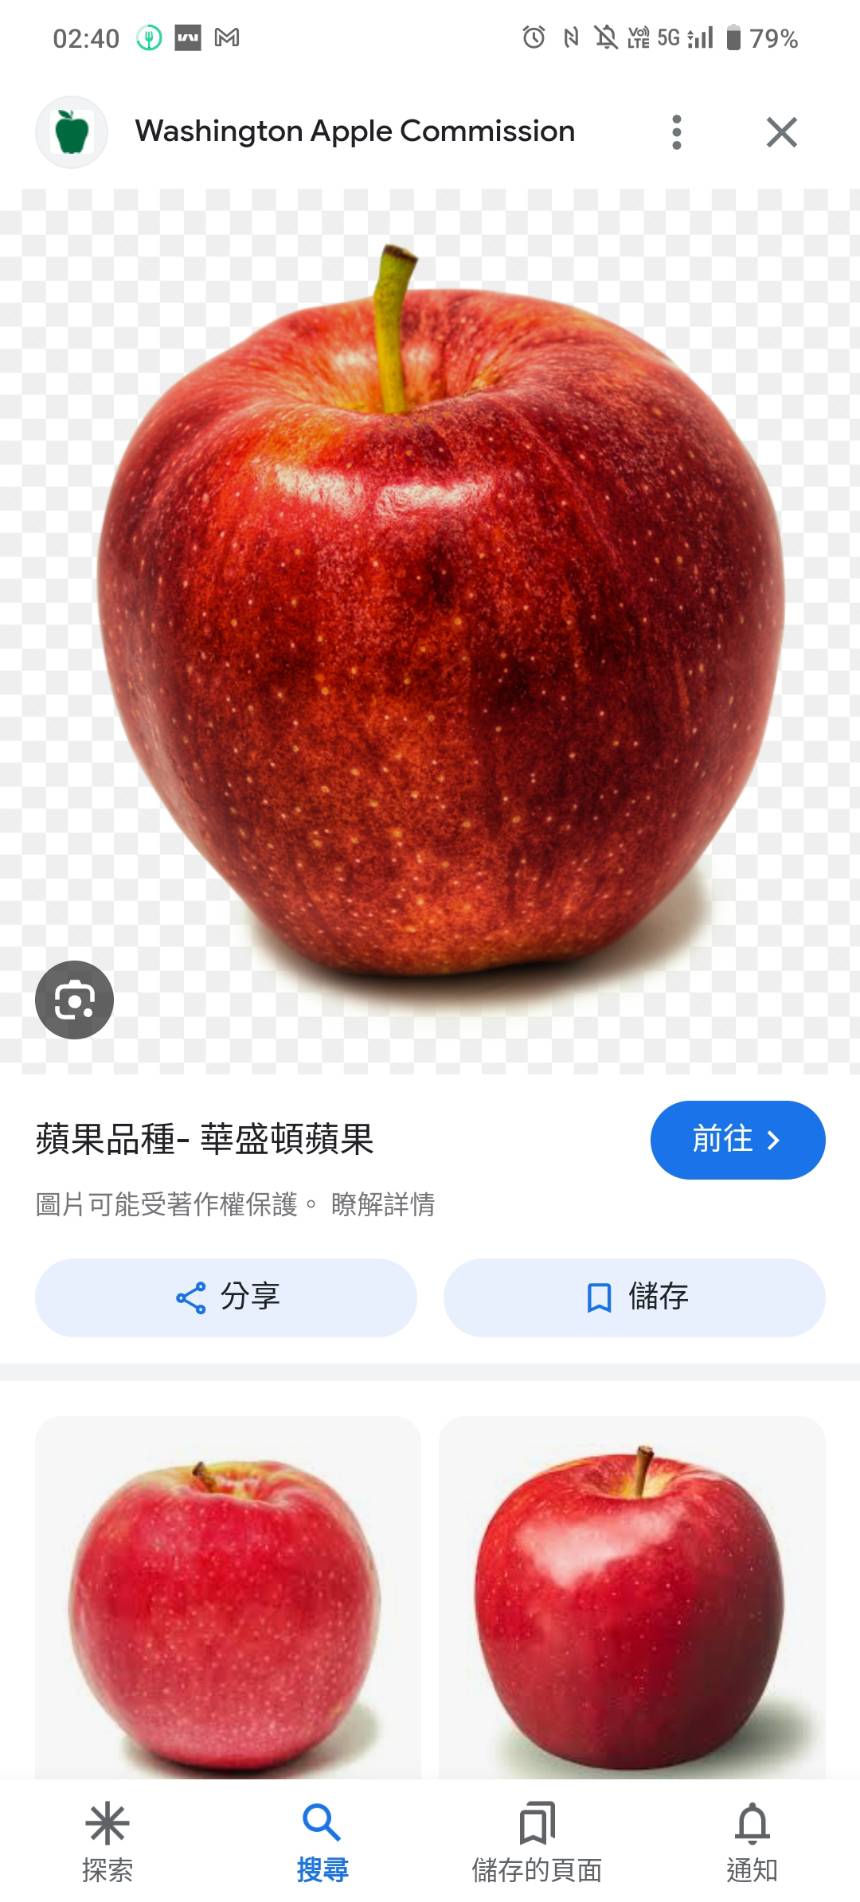 02:40 5G 79%
Washington Apple Commission
蘋果品種- 華盛頓蘋果
前往
圖片可能受著作權保護。 瞭解詳情
分享
儲存
探索
搜尋
儲存的頁面
通知